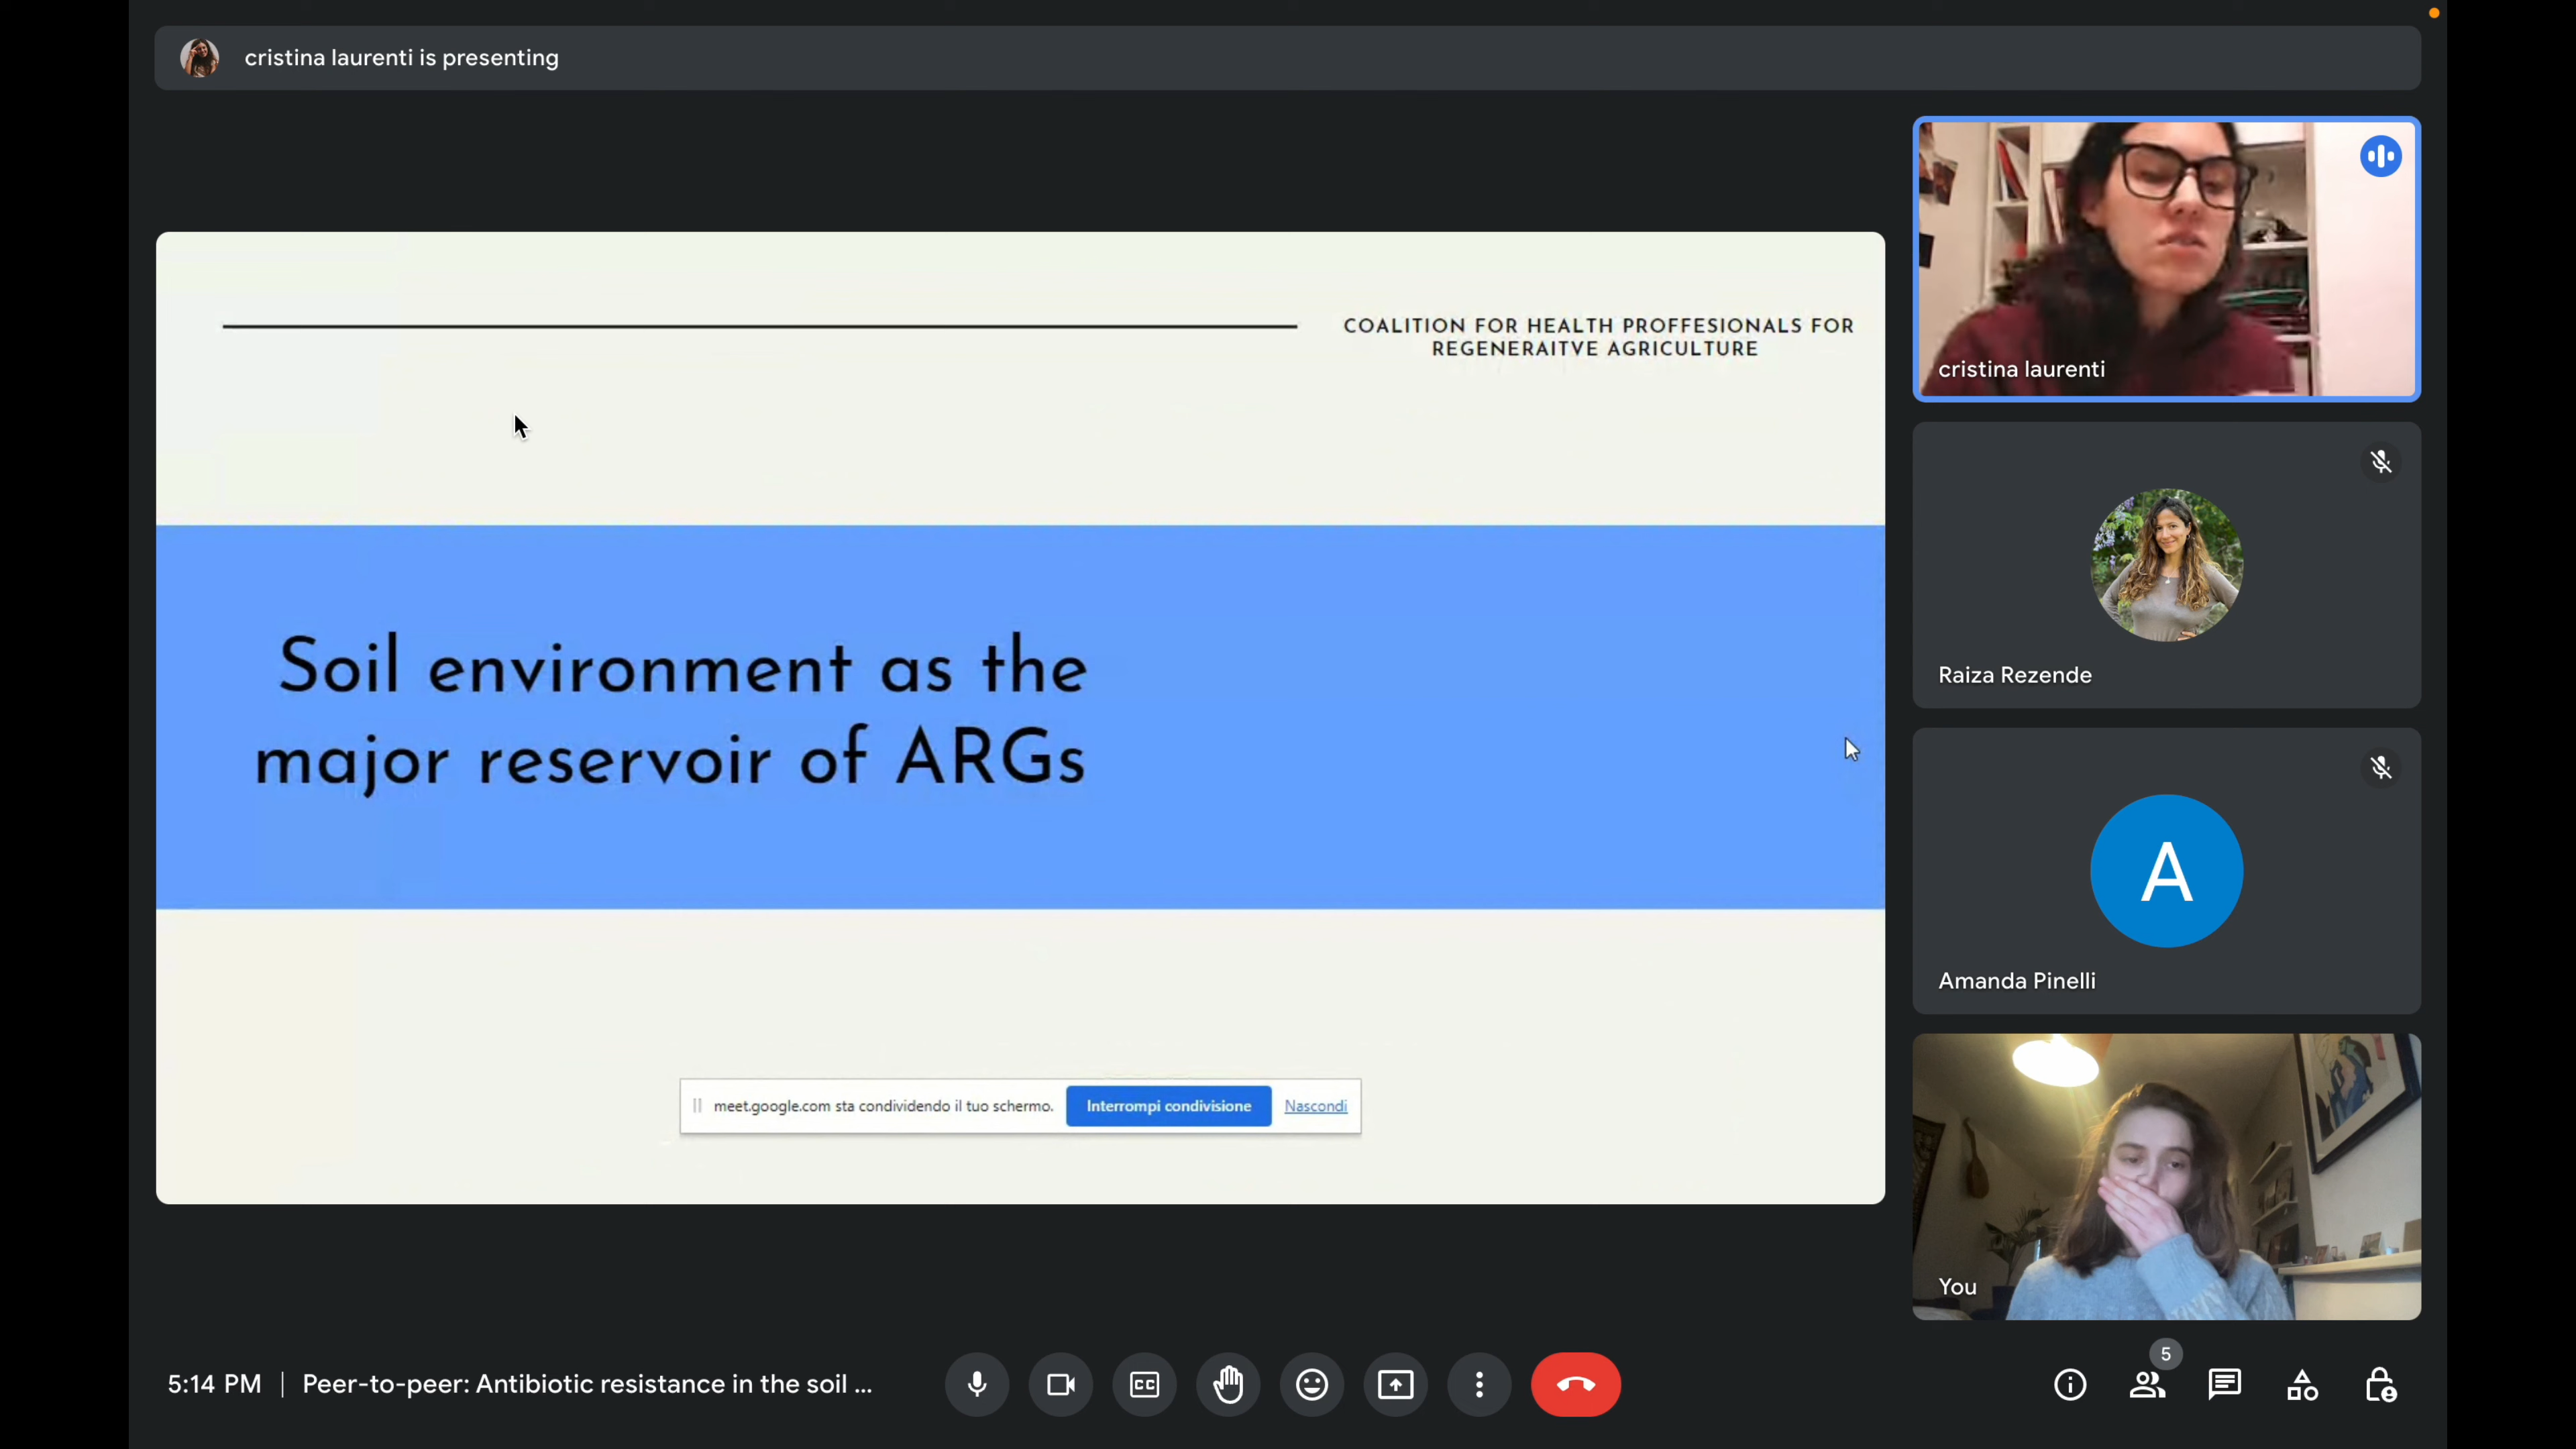 cristina laurenti is presenting
COALITION FOR HEALTH PROFFESIONALS FOR
REGENERAITVE AGRICULTURE
Soil environment as the
major reservoir of ARGs
meet.google.com sta condividendo il tuo schermo. Interrompi condivisione Nascondi
cristina laurenti
Raiza Rezende
A
Amanda Pinelli
You
5:14 PM | Peer-to-peer: Antibiotic resistance in the soil ...
CC
5